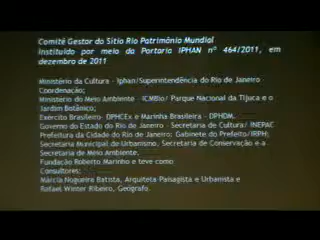 Comitê Gestor do Sítio Rio Patrimônio Mundial
Instituído por meio da Portaria IPHAN nº 464/2011, em
dezembro de 2011
Ministério da Cultura - Iphan/Superintendência do Rio de Janeiro -
Coordenação;
Ministério do Meio Ambiente - ICMBio/ Parque Nacional da Tijuca e o
Jardim Botânico;
Exército Brasileiro- DPHCEx e Marinha Brasileira - DPHDM.
Governo do Estado do Rio de Janeiro - Secretaria de Cultura/ INEPAC
Prefeitura da Cidade do Rio de Janeiro; Gabinete do Prefeito/IRPH;
Secretaria Municipal de Urbanismo, Secretaria de Conservação e a
Secretaria de Meio Ambiente.
Fundação Roberto Marinho e teve como
Consultores:
Márcia Nogueira Batista, Arquiteta Paisagista e Urbanista e
Rafael Winter Ribeiro, Geógrafo.